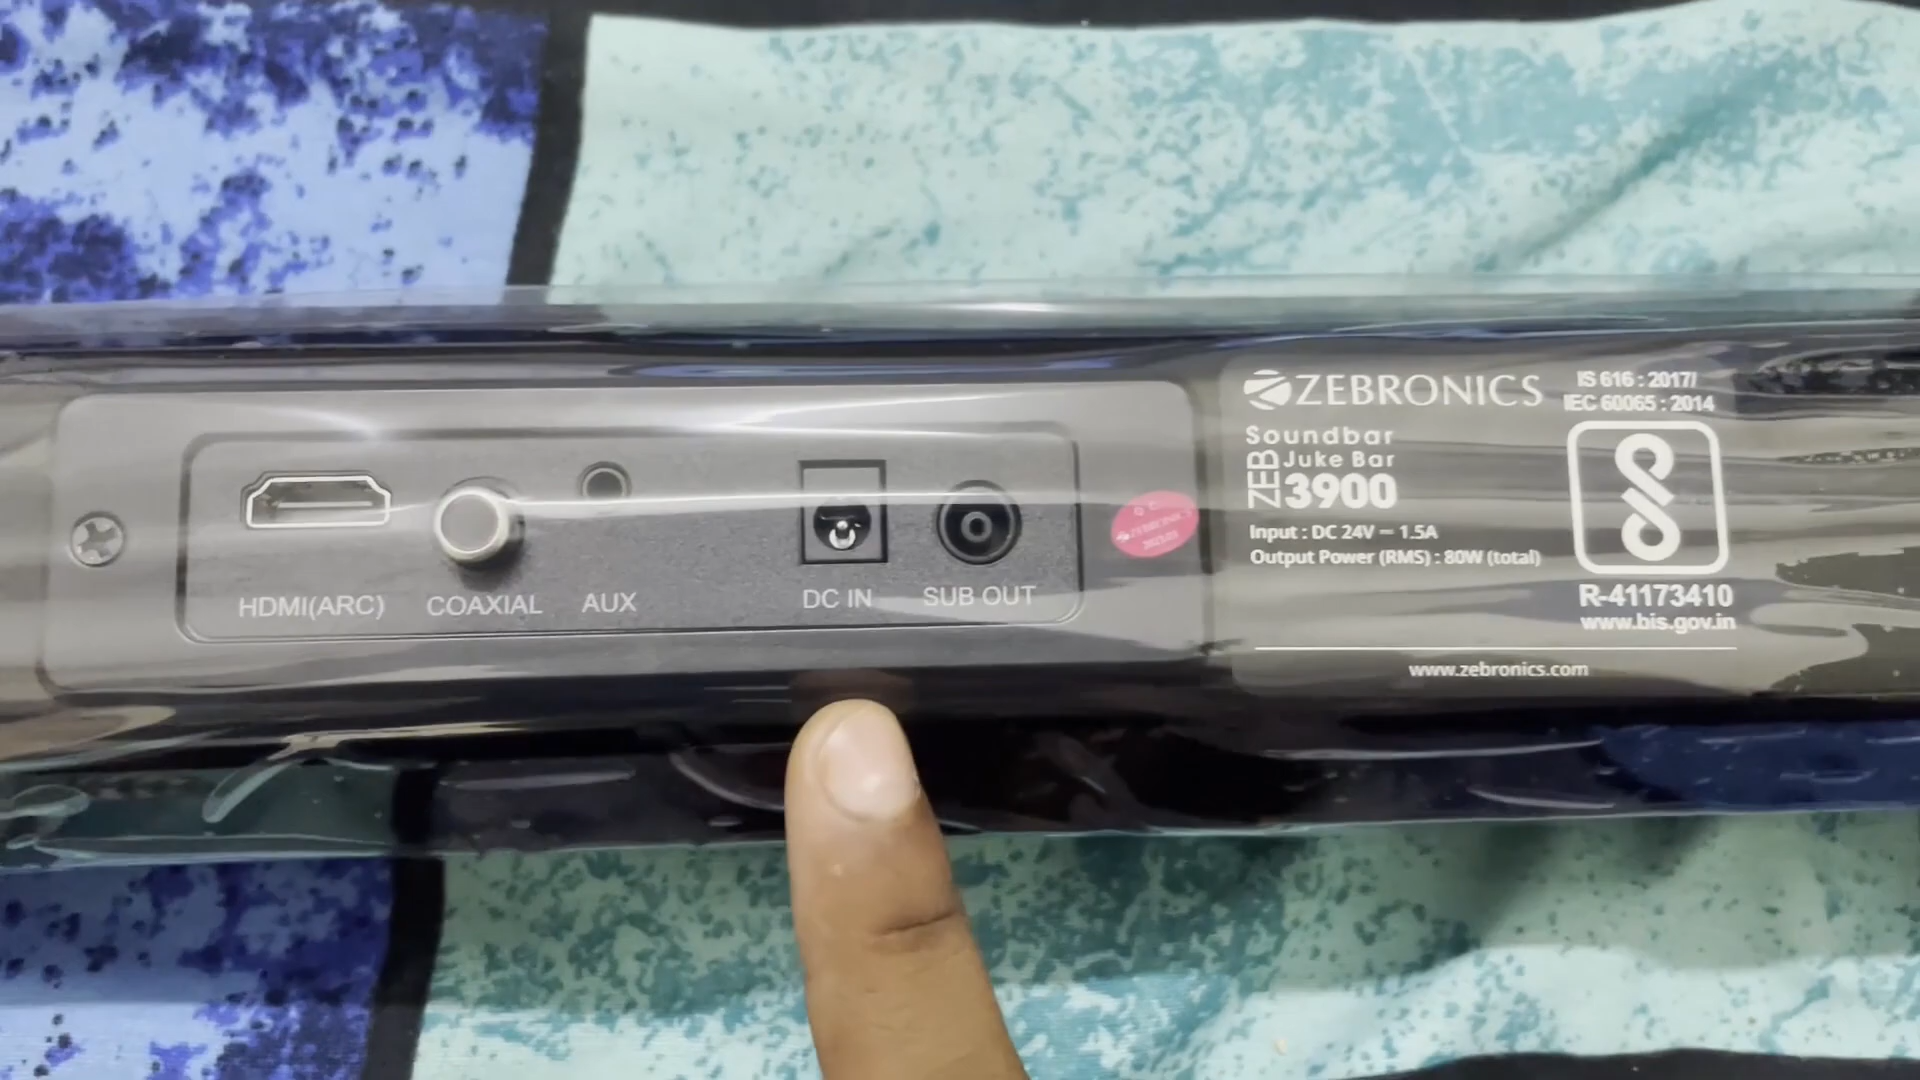 HDMI(ARC)
COAXIAL
AUX
DC IN
SUB OUT
ZEBRONICS
Soundbar
ZEB Juke Bar
3900
Input : DC 24V ⎓ 1.5A
Output Power (RMS) : 80W (total)
IS 616 : 2017/
IEC 60065 : 2014
R-41173410
www.bis.gov.in
www.zebronics.com